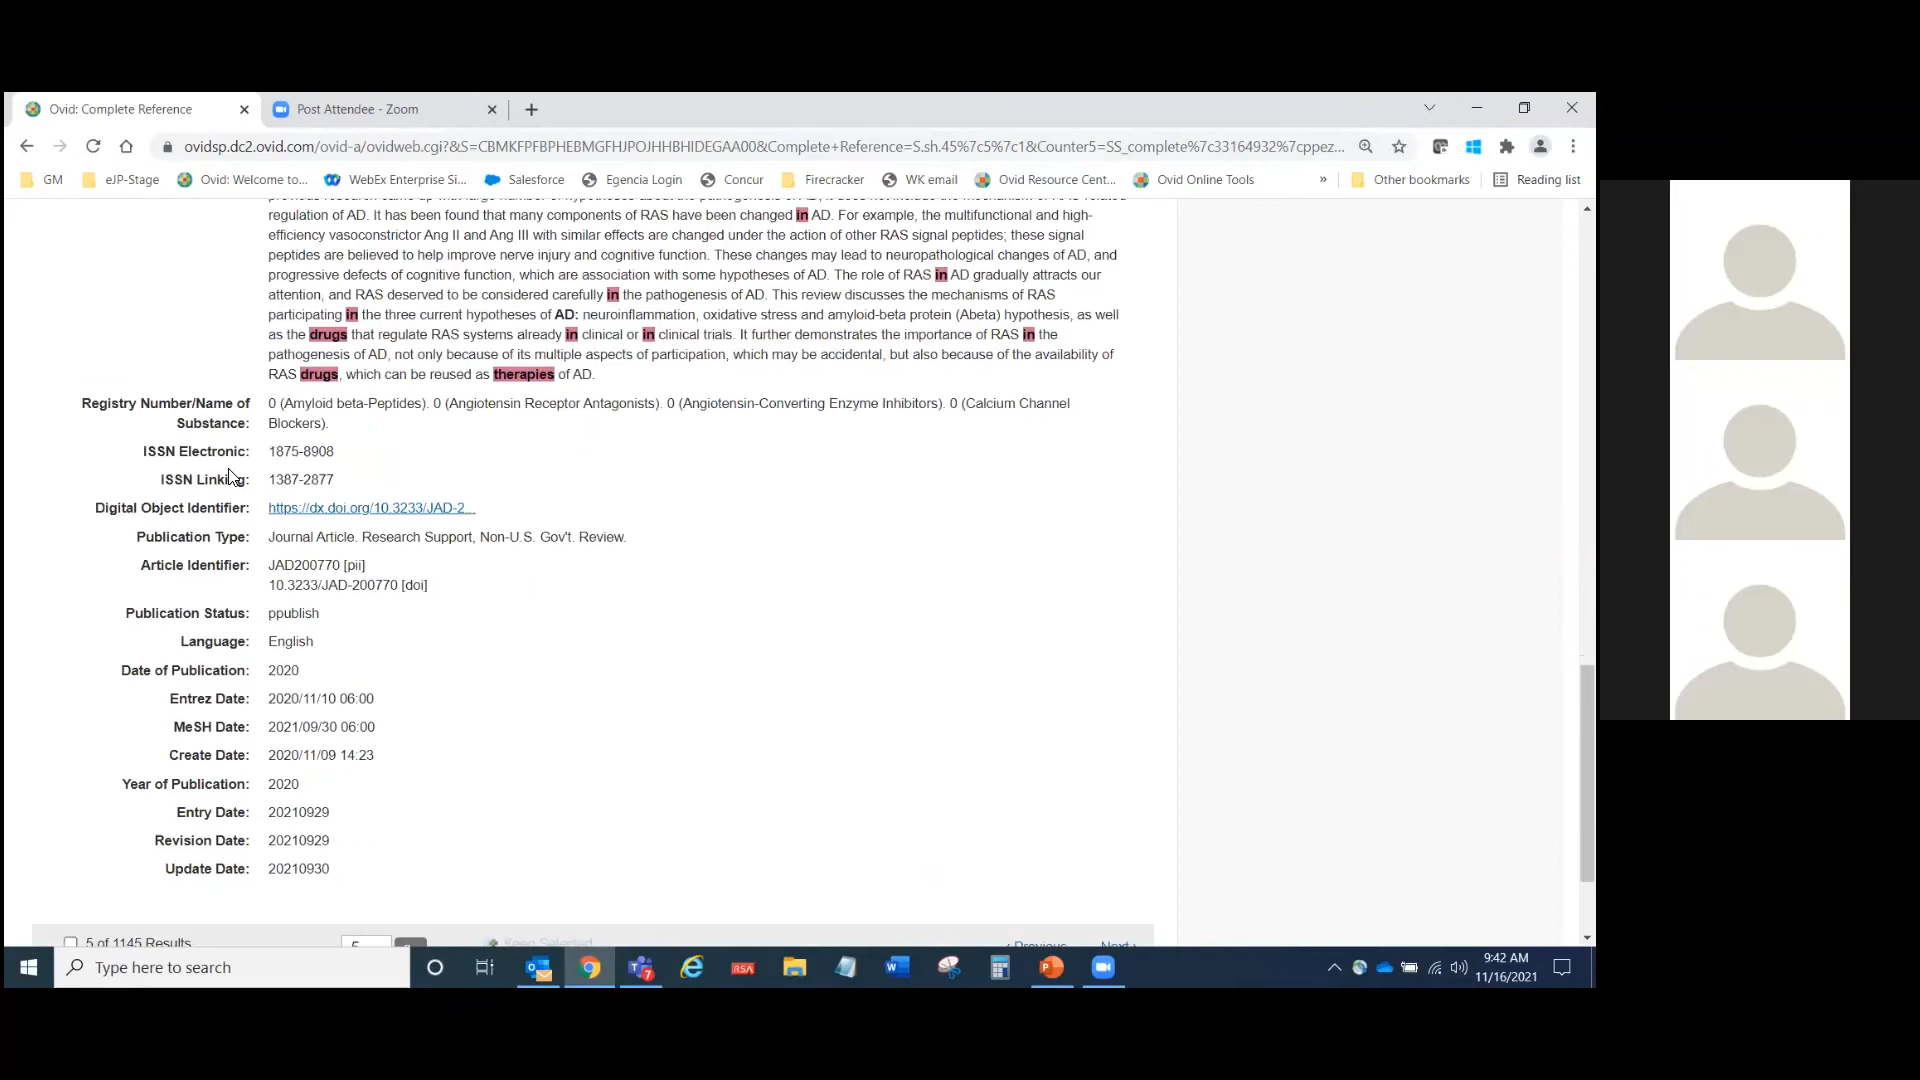 Ovid: Complete Reference
Post Attendee - Zoom
ovidsp.dc2.ovid.com/ovid-a/ovidweb.cgi?&S=CBMKFPFBPHEBMGFHJPOJHHBHIDEGAA00&Complete+Reference=S.sh.45%7c5%7c1&Counter5=SS_complete%7c33164932%7cppez...
GM eJP-Stage Ovid: Welcome to... WebEx Enterprise Si... Salesforce Egencia Login Concur Firecracker WK email Ovid Resource Cent... Ovid Online Tools » Other bookmarks Reading list
regulation of AD. It has been found that many components of RAS have been changed in AD. For example, the multifunctional and high-
efficiency vasoconstrictor Ang II and Ang III with similar effects are changed under the action of other RAS signal peptides; these signal
peptides are believed to help improve nerve injury and cognitive function. These changes may lead to neuropathological changes of AD, and
progressive defects of cognitive function, which are association with some hypotheses of AD. The role of RAS in AD gradually attracts our
attention, and RAS deserved to be considered carefully in the pathogenesis of AD. This review discusses the mechanisms of RAS
participating in the three current hypotheses of AD: neuroinflammation, oxidative stress and amyloid-beta protein (Abeta) hypothesis, as well
as the drugs that regulate RAS systems already in clinical or in clinical trials. It further demonstrates the importance of RAS in the
pathogenesis of AD, not only because of its multiple aspects of participation, which may be accidental, but also because of the availability of
RAS drugs, which can be reused as therapies of AD.
Registry Number/Name of Substance: 0 (Amyloid beta-Peptides). 0 (Angiotensin Receptor Antagonists). 0 (Angiotensin-Converting Enzyme Inhibitors). 0 (Calcium Channel
Blockers).
ISSN Electronic: 1875-8908
ISSN Linking: 1387-2877
Digital Object Identifier: https://dx.doi.org/10.3233/JAD-2...
Publication Type: Journal Article. Research Support, Non-U.S. Gov't. Review.
Article Identifier: JAD200770 [pii]
10.3233/JAD-200770 [doi]
Publication Status: ppublish
Language: English
Date of Publication: 2020
Entrez Date: 2020/11/10 06:00
MeSH Date: 2021/09/30 06:00
Create Date: 2020/11/09 14:23
Year of Publication: 2020
Entry Date: 20210929
Revision Date: 20210929
Update Date: 20210930
5 of 1145 Results 5 Keep Selected ‹ Previous Next ›
Type here to search
7
RSA
9:42 AM
11/16/2021